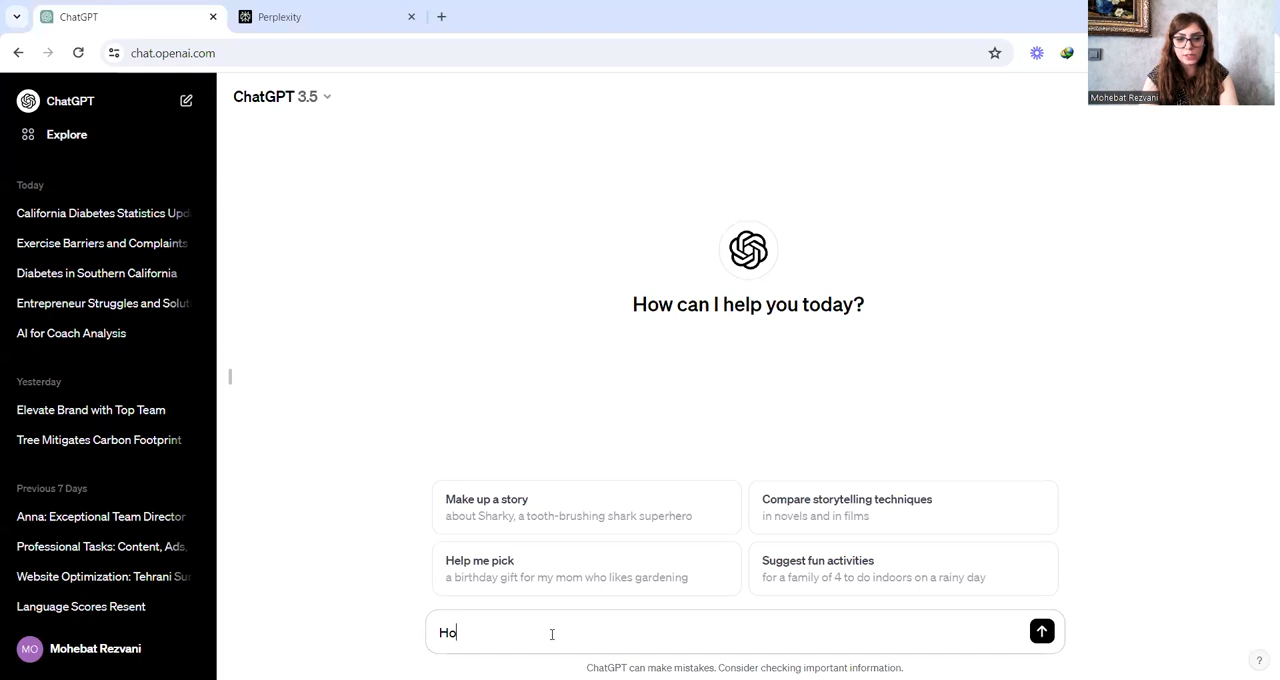 ChatGPT
Perplexity
chat.openai.com
ChatGPT
Explore
Today
California Diabetes Statistics Upd
Exercise Barriers and Complaints
Diabetes in Southern California
Entrepreneur Struggles and Solut
AI for Coach Analysis
Yesterday
Elevate Brand with Top Team
Tree Mitigates Carbon Footprint
Previous 7 Days
Anna: Exceptional Team Director
Professional Tasks: Content, Ads,
Website Optimization: Tehrani Sur
Language Scores Resent
MO
Mohebat Rezvani
ChatGPT 3.5
How can I help you today?
Make up a story
about Sharky, a tooth-brushing shark superhero
Compare storytelling techniques
in novels and in films
Help me pick
a birthday gift for my mom who likes gardening
Suggest fun activities
for a family of 4 to do indoors on a rainy day
Ho
ChatGPT can make mistakes. Consider checking important information.
?
Mohebat Rezvani